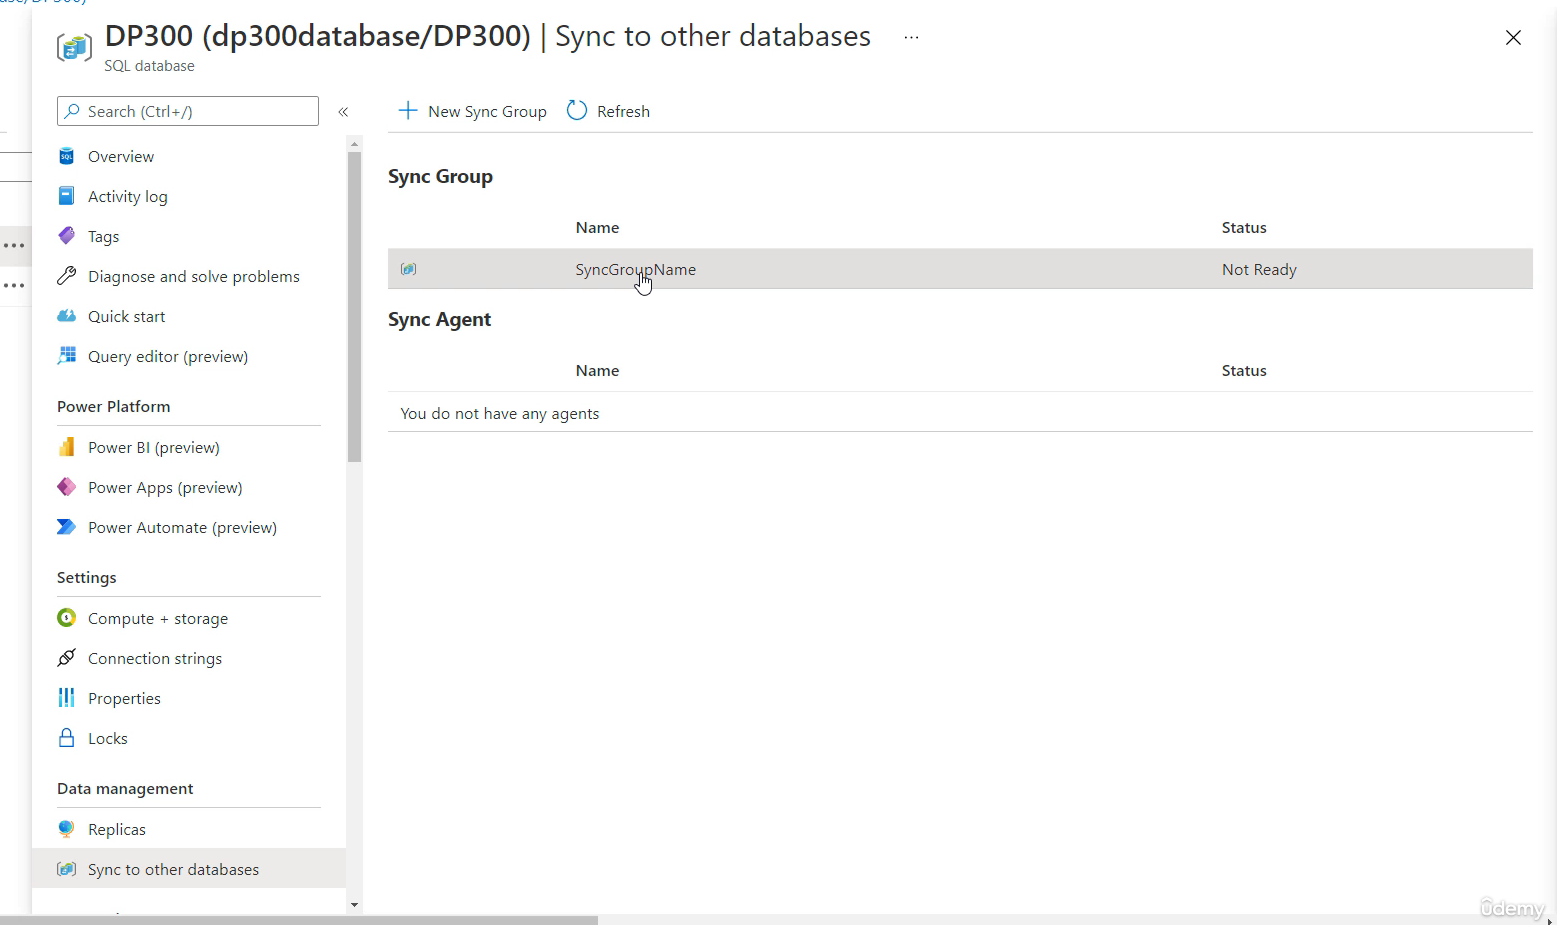 DP300 (dp300database/DP300) | Sync to other databases ...
SQL database
Search (Ctrl+/)
«
New Sync Group
Refresh
Overview
Activity log
Tags
Diagnose and solve problems
Quick start
Query editor (preview)
Power Platform
Power BI (preview)
Power Apps (preview)
Power Automate (preview)
Settings
Compute + storage
Connection strings
Properties
Locks
Data management
Replicas
Sync to other databases
Sync Group
Name Status
SyncGroupName Not Ready
Sync Agent
Name Status
You do not have any agents
ûdemy